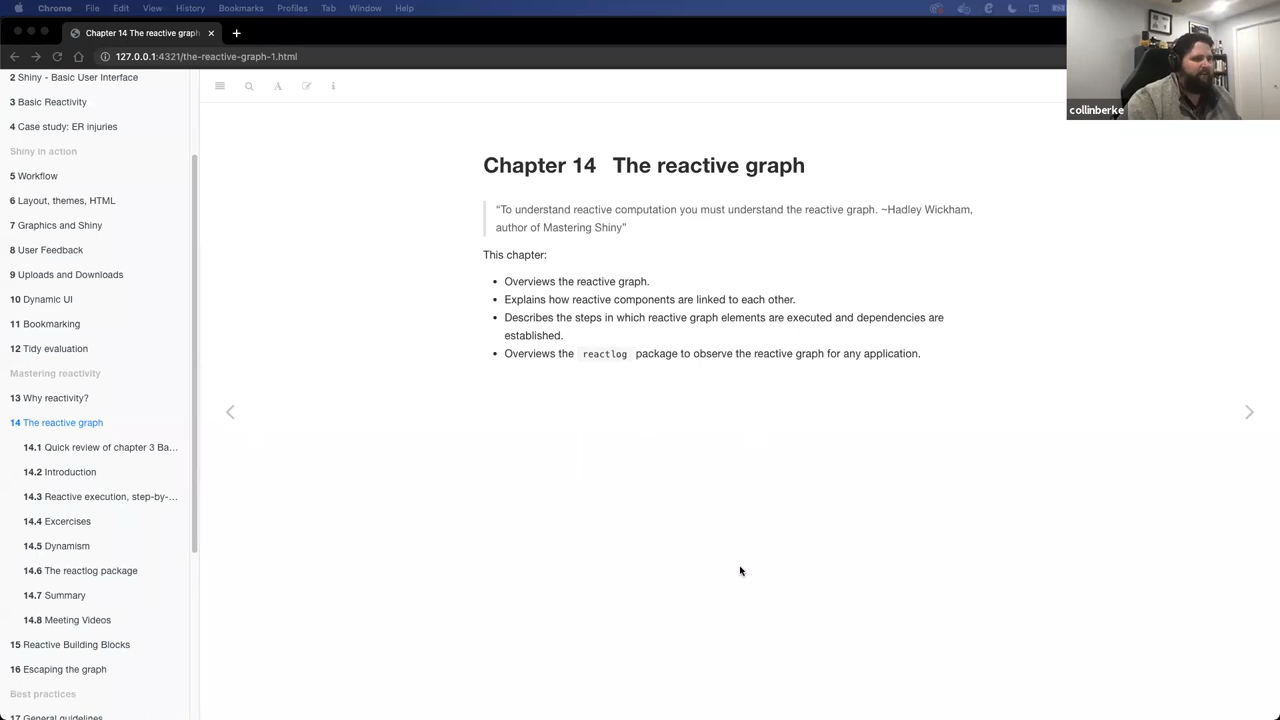 Chrome File Edit View History Bookmarks Profiles Tab Window Help
Chapter 14 The reactive graph
127.0.0.1:4321/the-reactive-graph-1.html
collinberke
2 Shiny - Basic User Interface
3 Basic Reactivity
4 Case study: ER injuries
Shiny in action
5 Workflow
6 Layout, themes, HTML
7 Graphics and Shiny
8 User Feedback
9 Uploads and Downloads
10 Dynamic UI
11 Bookmarking
12 Tidy evaluation
Mastering reactivity
13 Why reactivity?
14 The reactive graph
14.1 Quick review of chapter 3 Ba...
14.2 Introduction
14.3 Reactive execution, step-by-...
14.4 Excercises
14.5 Dynamism
14.6 The reactlog package
14.7 Summary
14.8 Meeting Videos
15 Reactive Building Blocks
16 Escaping the graph
Best practices
17 General guidelines
Chapter 14 The reactive graph
“To understand reactive computation you must understand the reactive graph. ~Hadley Wickham,
author of Mastering Shiny”
This chapter:
• Overviews the reactive graph.
• Explains how reactive components are linked to each other.
• Describes the steps in which reactive graph elements are executed and dependencies are
established.
• Overviews the reactlog package to observe the reactive graph for any application.